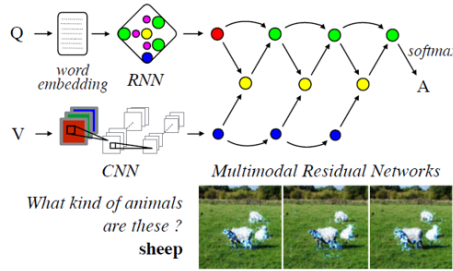 Q
word
embedding
RNN
softmax
A
V
CNN
Multimodal Residual Networks
What kind of animals
are these ?
sheep